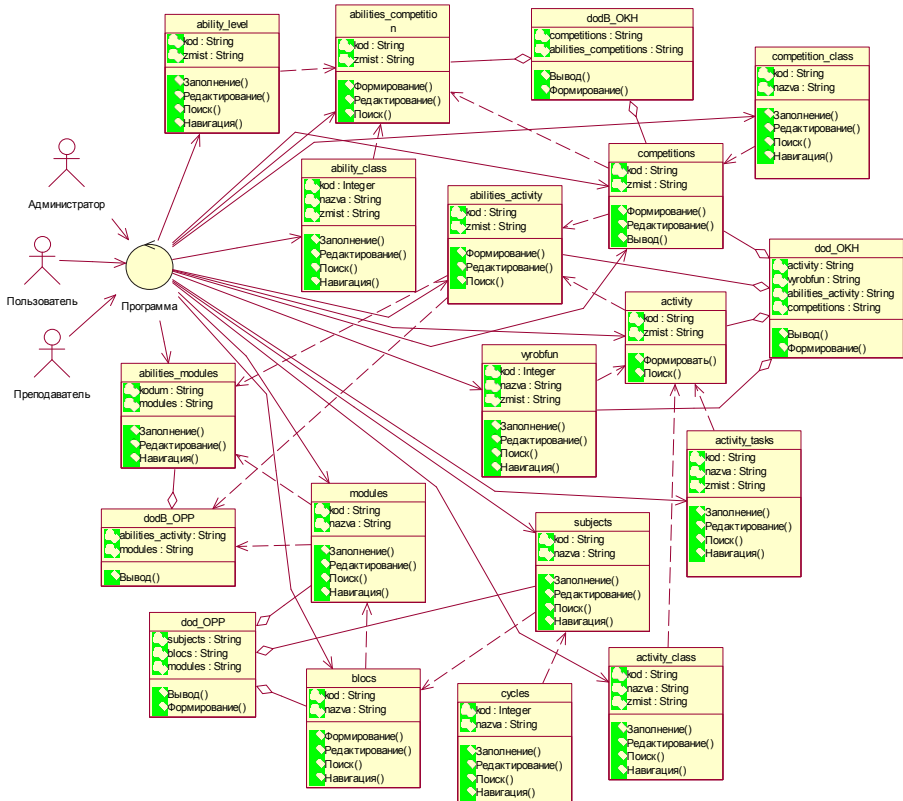 ability_level
kod : String
zmist : String
Заполнение()
Редактирование()
Поиск()
Навигация()
abilities_competitio
n
kod : String
zmist : String
Формирование()
Редактирование()
Поиск()
dodB_OKH
competitions : String
abilities_competitions : String
Вывод()
Формирование()
competition_class
kod : String
nazva : String
Заполнение()
Редактирование()
Поиск()
Навигация()
Администратор
Пользователь
Преподаватель
Программа
ability_class
kod : Integer
nazva : String
zmist : String
Заполнение()
Редактирование()
Поиск()
Навигация()
abilities_activity
kod : String
zmist : String
Формирование()
Редактирование()
Поиск()
competitions
kod : String
zmist : String
Формирование()
Редактирование()
Вывод()
dod_OKH
activity : String
vyrobfun : String
abilities_activity : String
competitions : String
Вывод()
Формирование()
activity
kod : String
zmist : String
Формировать()
Поиск()
vyrobfun
kod : Integer
nazva : String
zmist : String
Заполнение()
Редактирование()
Поиск()
Навигация()
abilities_modules
kodum : String
modules : String
Заполнение()
Редактирование()
Навигация()
activity_tasks
kod : String
nazva : String
zmist : String
Заполнение()
Редактирование()
Поиск()
Навигация()
modules
kod : String
nazva : String
Заполнение()
Редактирование()
Поиск()
Навигация()
dodB_OPP
abilities_activity : String
modules : String
Вывод()
subjects
kod : String
nazva : String
Заполнение()
Редактирование()
Поиск()
Навигация()
dod_OPP
subjects : String
blocs : String
modules : String
Вывод()
Формирование()
blocs
kod : String
nazva : String
Формирование()
Редактирование()
Поиск()
Навигация()
cycles
kod : Integer
nazva : String
Заполнение()
Редактирование()
Поиск()
Навигация()
activity_class
kod : String
nazva : String
zmist : String
Заполнение()
Редактирование()
Поиск()
Навигация()